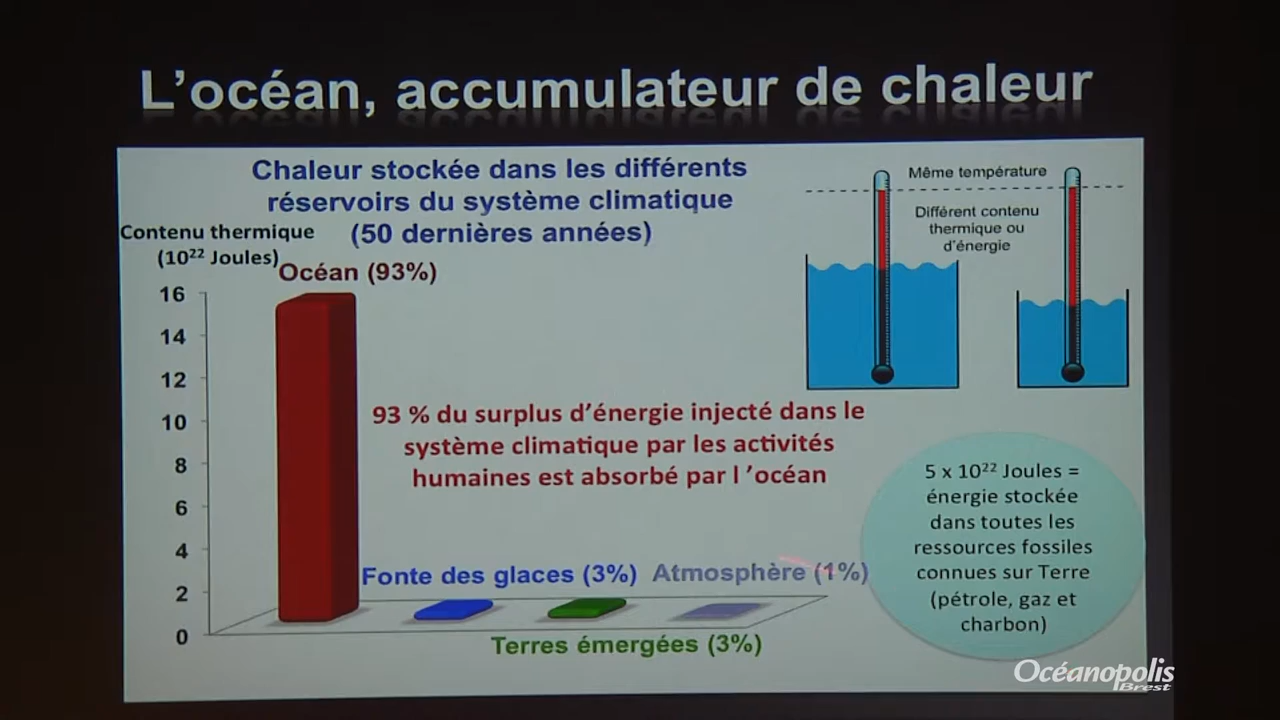 L'océan, accumulateur de chaleur
Chaleur stockée dans les différents
réservoirs du système climatique
(50 dernières années)
Contenu thermique
(10²² Joules)
Océan (93%)
16
14
12
10
8
6
4
2
0
93 % du surplus d'énergie injecté dans le
système climatique par les activités
humaines est absorbé par l 'océan
Fonte des glaces (3%)
Atmosphère (1%)
Terres émergées (3%)
Même température
Différent contenu
thermique ou
d'énergie
5 x 10²² Joules =
énergie stockée
dans toutes les
ressources fossiles
connues sur Terre
(pétrole, gaz et
charbon)
Océanopolis
Brest